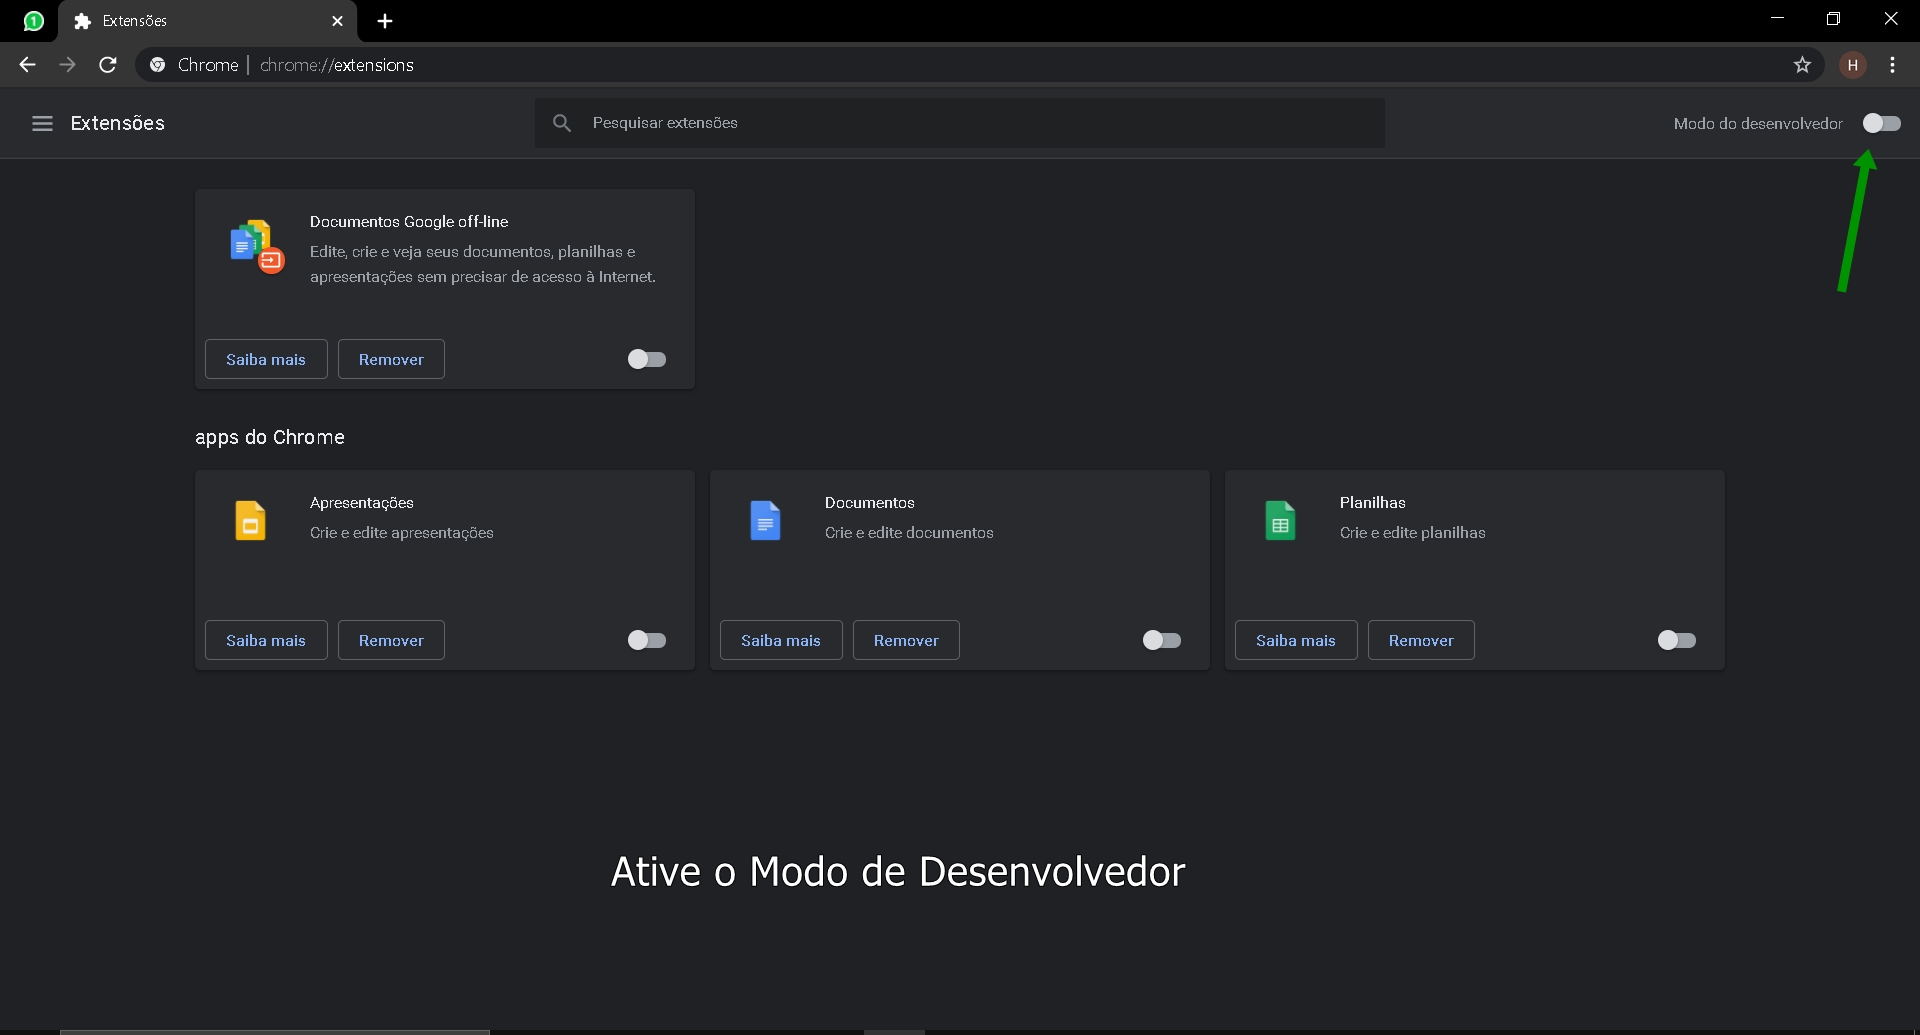 1
Extensões
Chrome | chrome://extensions
H
Extensões
Pesquisar extensões
Modo do desenvolvedor
Documentos Google off-line
Edite, crie e veja seus documentos, planilhas e
apresentações sem precisar de acesso à Internet.
Saiba mais
Remover
apps do Chrome
Apresentações
Crie e edite apresentações
Saiba mais
Remover
Documentos
Crie e edite documentos
Saiba mais
Remover
Planilhas
Crie e edite planilhas
Saiba mais
Remover
Ative o Modo de Desenvolvedor